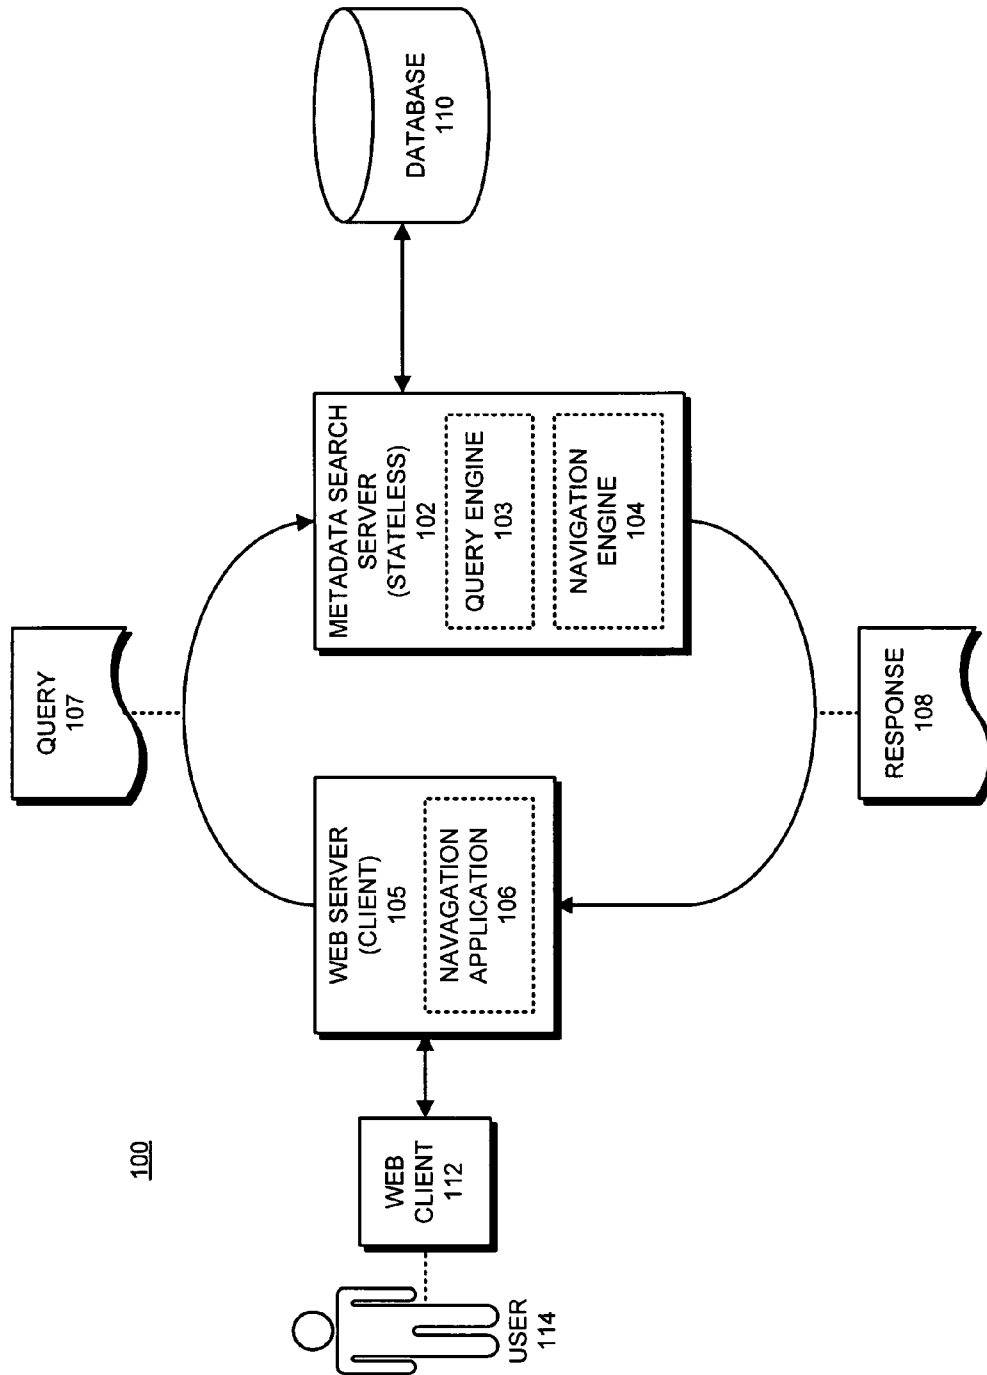 100
QUERY
107
WEB SERVER
(CLIENT)
105
NAVAGATION
APPLICATION
106
METADATA SEARCH
SERVER
(STATELESS)
102
QUERY ENGINE
103
NAVIGATION
ENGINE
104
DATABASE
110
WEB
CLIENT
112
USER
114
RESPONSE
108